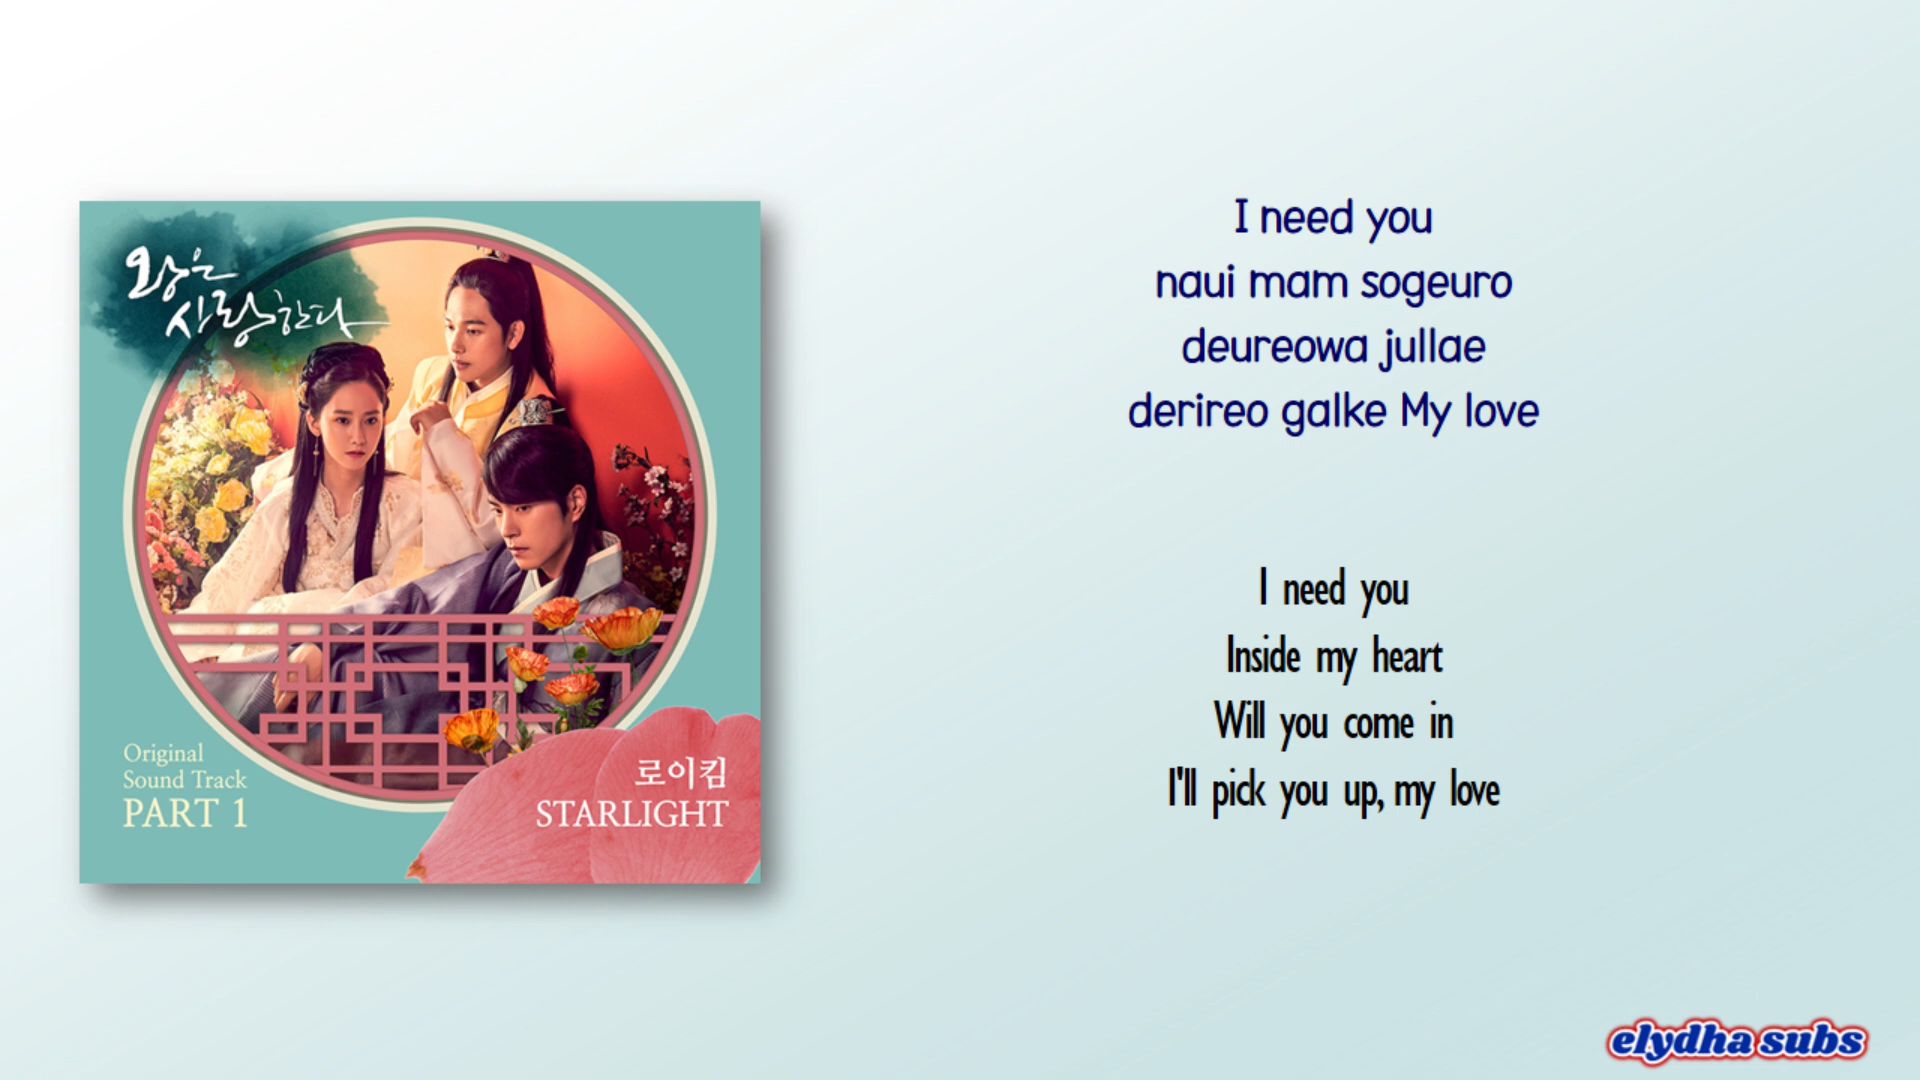 왕은
사랑한다
Original
Sound Track
PART 1
로이킴
STARLIGHT
I need you
naui mam sogeuro
deureowa jullae
derireo galke My love
I need you
Inside my heart
Will you come in
I'll pick you up, my love
elydha subs